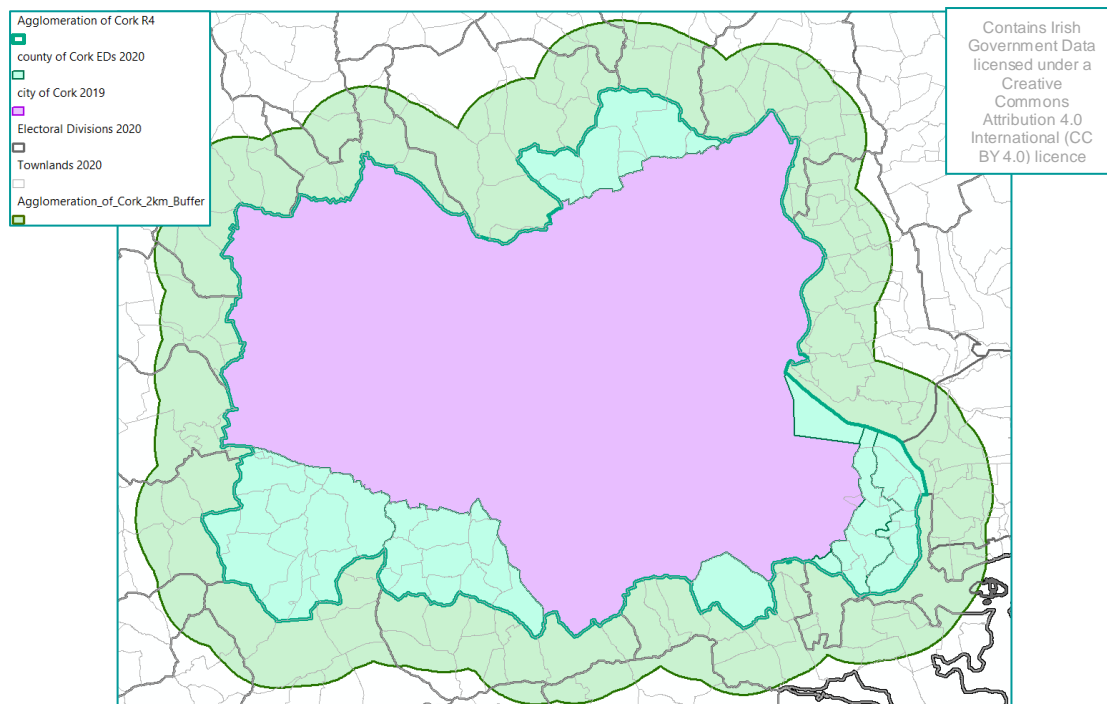 Agglomeration of Cork R4
county of Cork EDs 2020
city of Cork 2019
Electoral Divisions 2020
Townlands 2020
Agglomeration_of_Cork_2km_Buffer
Contains Irish
Government Data
licensed under a
Creative
Commons
Attribution 4.0
International (CC
BY 4.0) licence